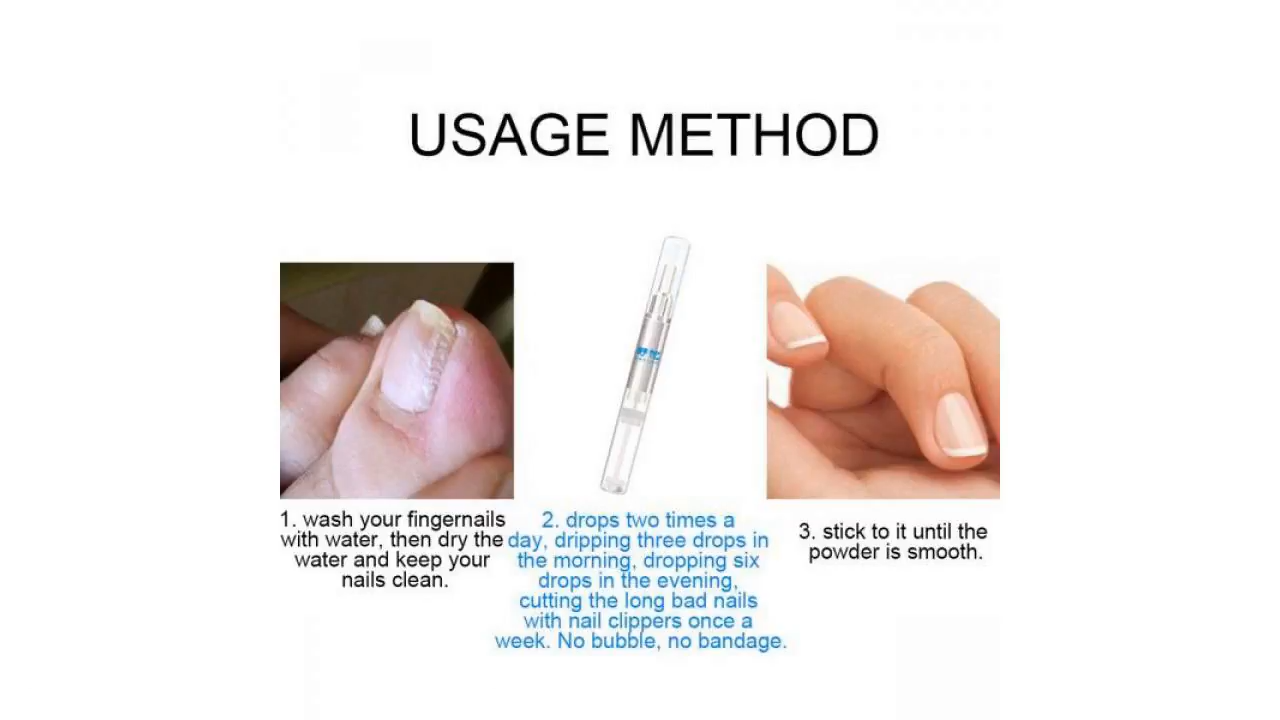 USAGE METHOD
1. wash your fingernails
with water, then dry the
water and keep your
nails clean.
2. drops two times a
day, dripping three drops in
the morning, dropping six
drops in the evening,
cutting the long bad nails
with nail clippers once a
week. No bubble, no bandage.
3. stick to it until the
powder is smooth.